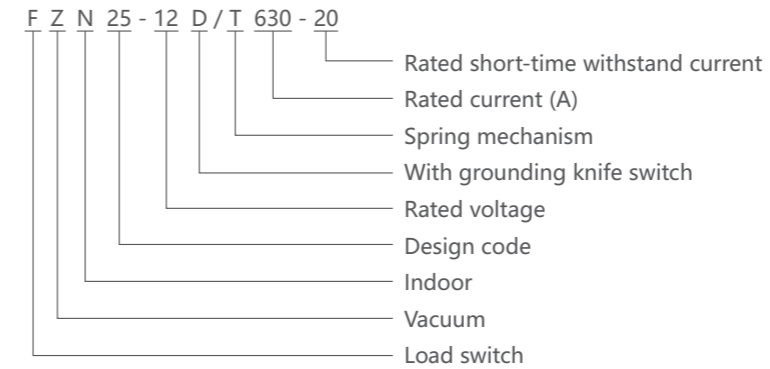 F Z N 25 - 12 D / T 630 - 20
Rated short-time withstand current
Rated current (A)
Spring mechanism
With grounding knife switch
Rated voltage
Design code
Indoor
Vacuum
Load switch